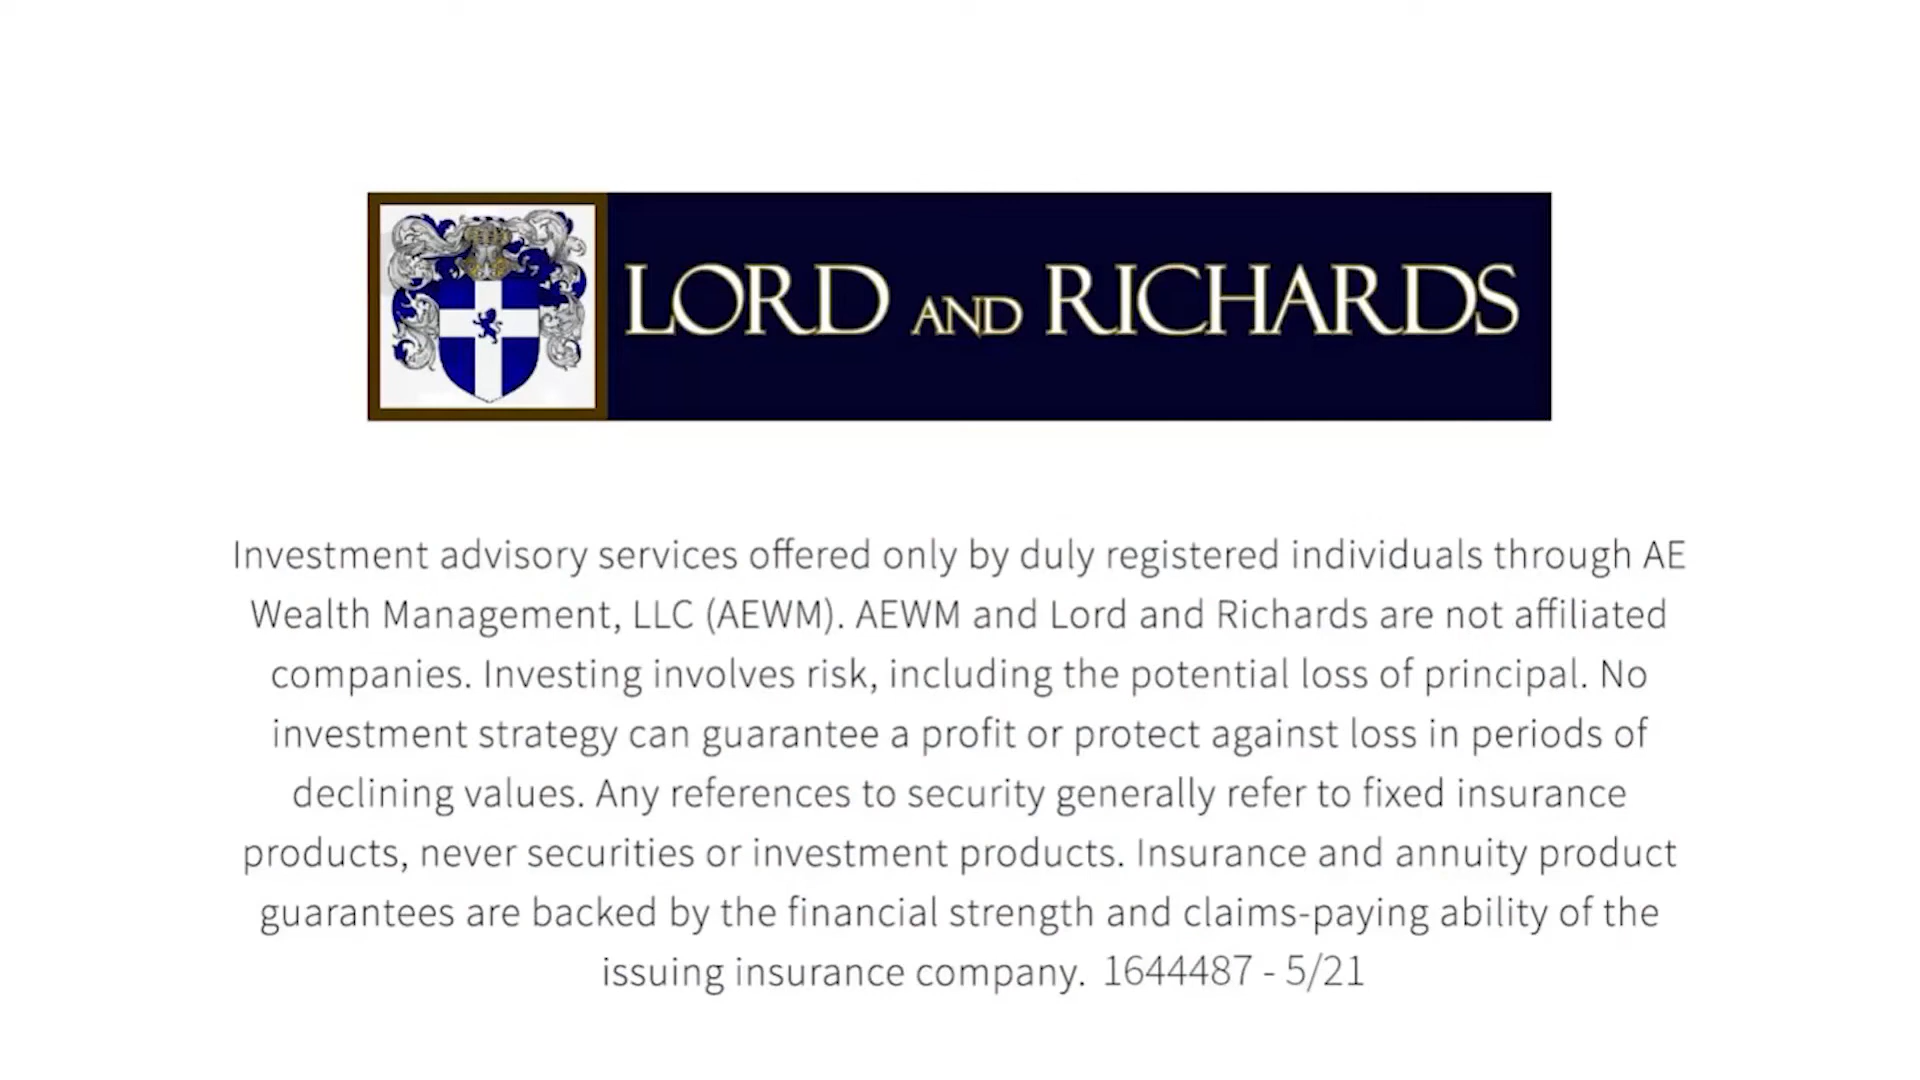 LORD AND RICHARDS
Investment advisory services offered only by duly registered individuals through AE
Wealth Management, LLC (AEWM). AEWM and Lord and Richards are not affiliated
companies. Investing involves risk, including the potential loss of principal. No
investment strategy can guarantee a profit or protect against loss in periods of
declining values. Any references to security generally refer to fixed insurance
products, never securities or investment products. Insurance and annuity product
guarantees are backed by the financial strength and claims-paying ability of the
issuing insurance company. 1644487 - 5/21